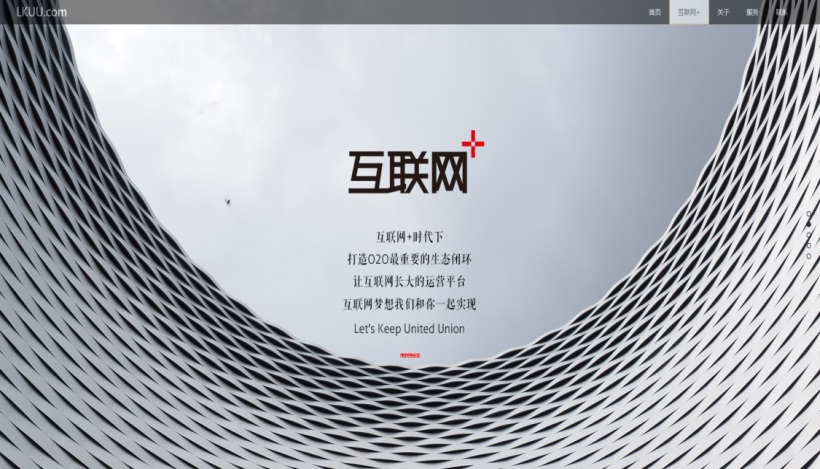 LKUU.com
首页
互联网+
关于
服务
联系
互联网+
互联网+时代下
打造O2O最重要的生态闭环
让互联网长大的运营平台
互联网梦想我们和你一起实现
Let's Keep United Union